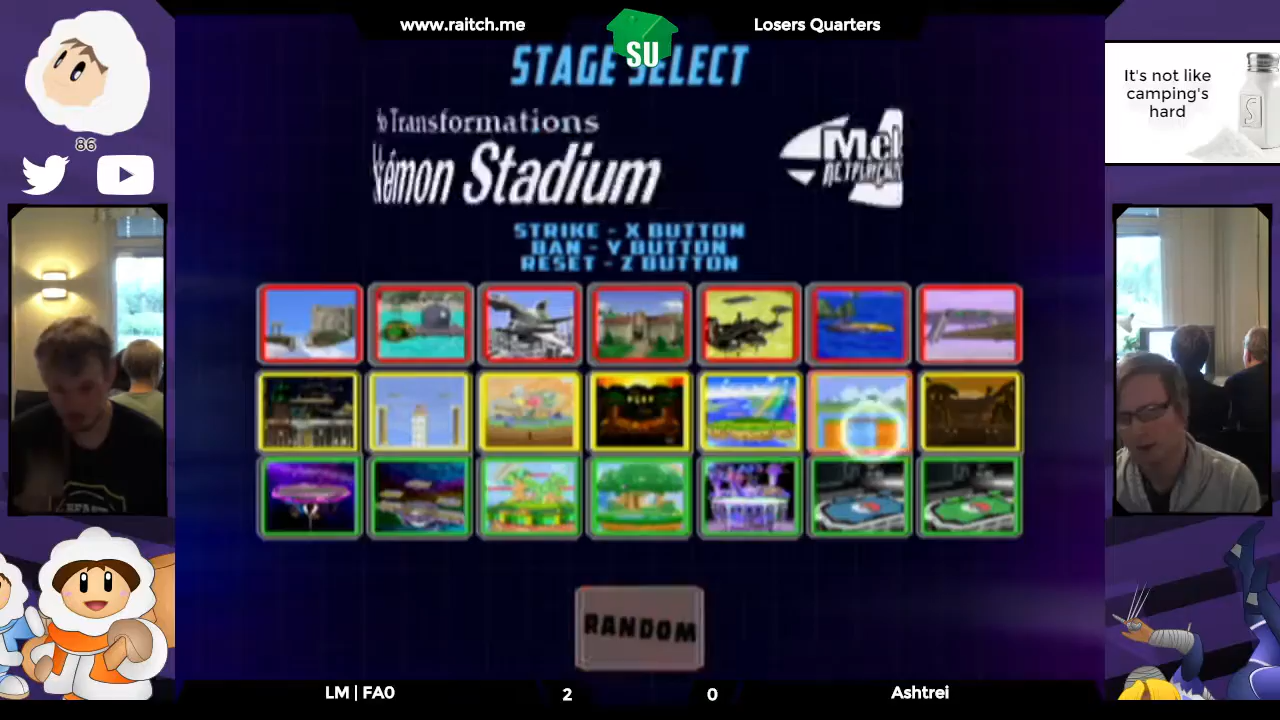 www.raitch.me
SU
Losers Quarters
STAGE SELECT
86
It's not like
camping's
hard
S
Transformations
Stadium
STRIKE - X BUTTON
BAN - Y BUTTON
RESET - Z BUTTON
RANDOM
LM | FA0
2
0
Ashtrei